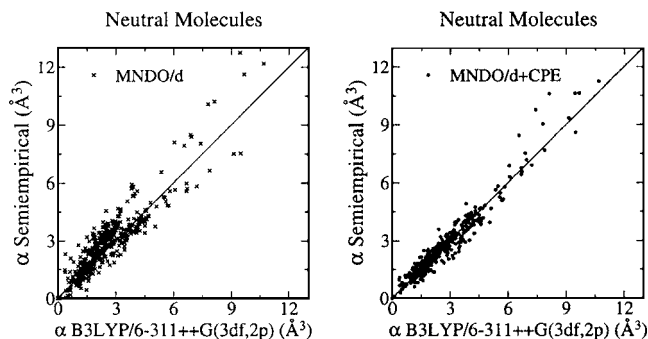 Neutral Molecules
MNDO/d
α Semiempirical (Å³)
12
9
6
3
0
0 3 6 9 12
α B3LYP/6-311++G(3df,2p) (Å³)
Neutral Molecules
MNDO/d+CPE
α Semiempirical (Å³)
12
9
6
3
0
0 3 6 9 12
α B3LYP/6-311++G(3df,2p) (Å³)